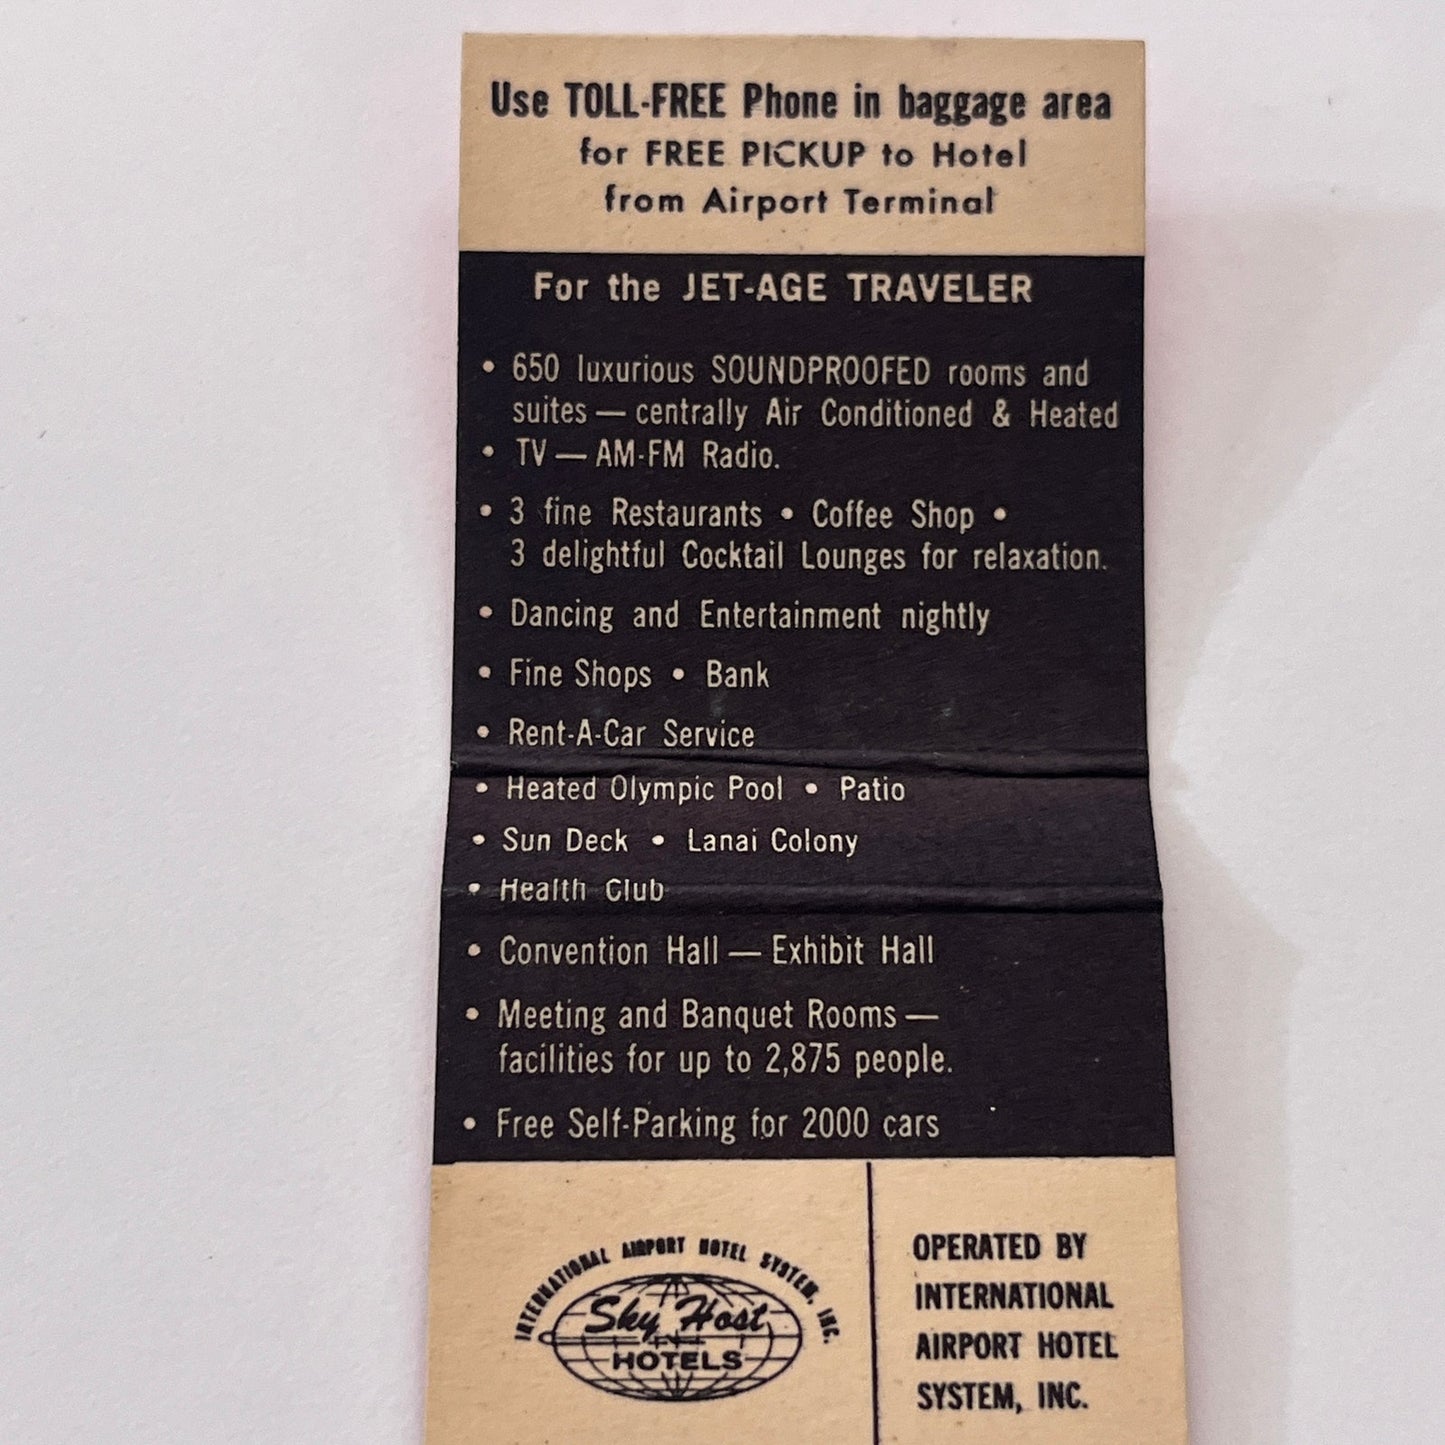 Use TOLL-FREE Phone in baggage area
for FREE PICKUP to Hotel
from Airport Terminal
For the JET-AGE TRAVELER
• 650 luxurious SOUNDPROOFED rooms and
suites — centrally Air Conditioned & Heated
• TV — AM-FM Radio.
• 3 fine Restaurants • Coffee Shop •
3 delightful Cocktail Lounges for relaxation.
• Dancing and Entertainment nightly
• Fine Shops • Bank
• Rent-A-Car Service
• Heated Olympic Pool • Patio
• Sun Deck • Lanai Colony
• Health Club
• Convention Hall — Exhibit Hall
• Meeting and Banquet Rooms —
facilities for up to 2,875 people.
• Free Self-Parking for 2000 cars
INTERNATIONAL AIRPORT HOTEL SYSTEM, INC.
Sky Host
HOTELS
OPERATED BY
INTERNATIONAL
AIRPORT HOTEL
SYSTEM, INC.